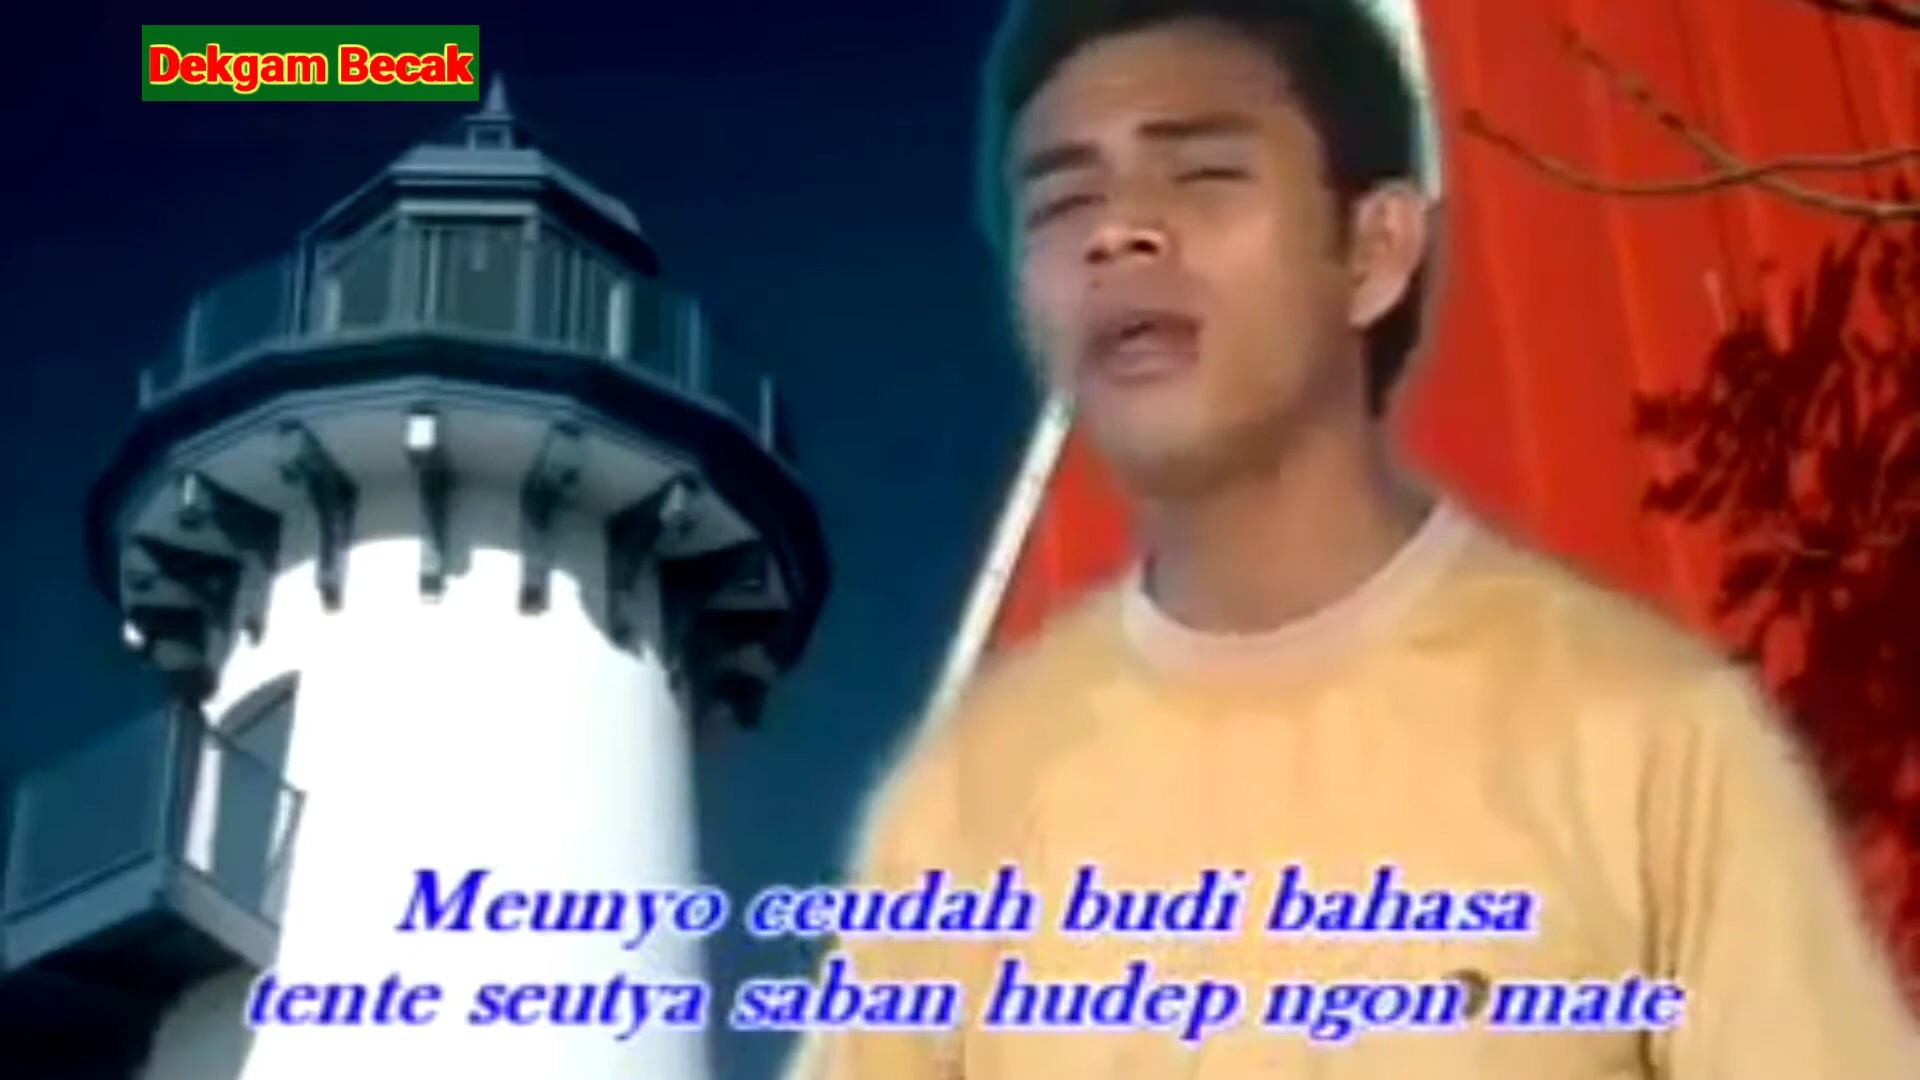 Dekgam Becak
Meunyo ceudah budi bahasa
tente seutya saban hudep ngon mate